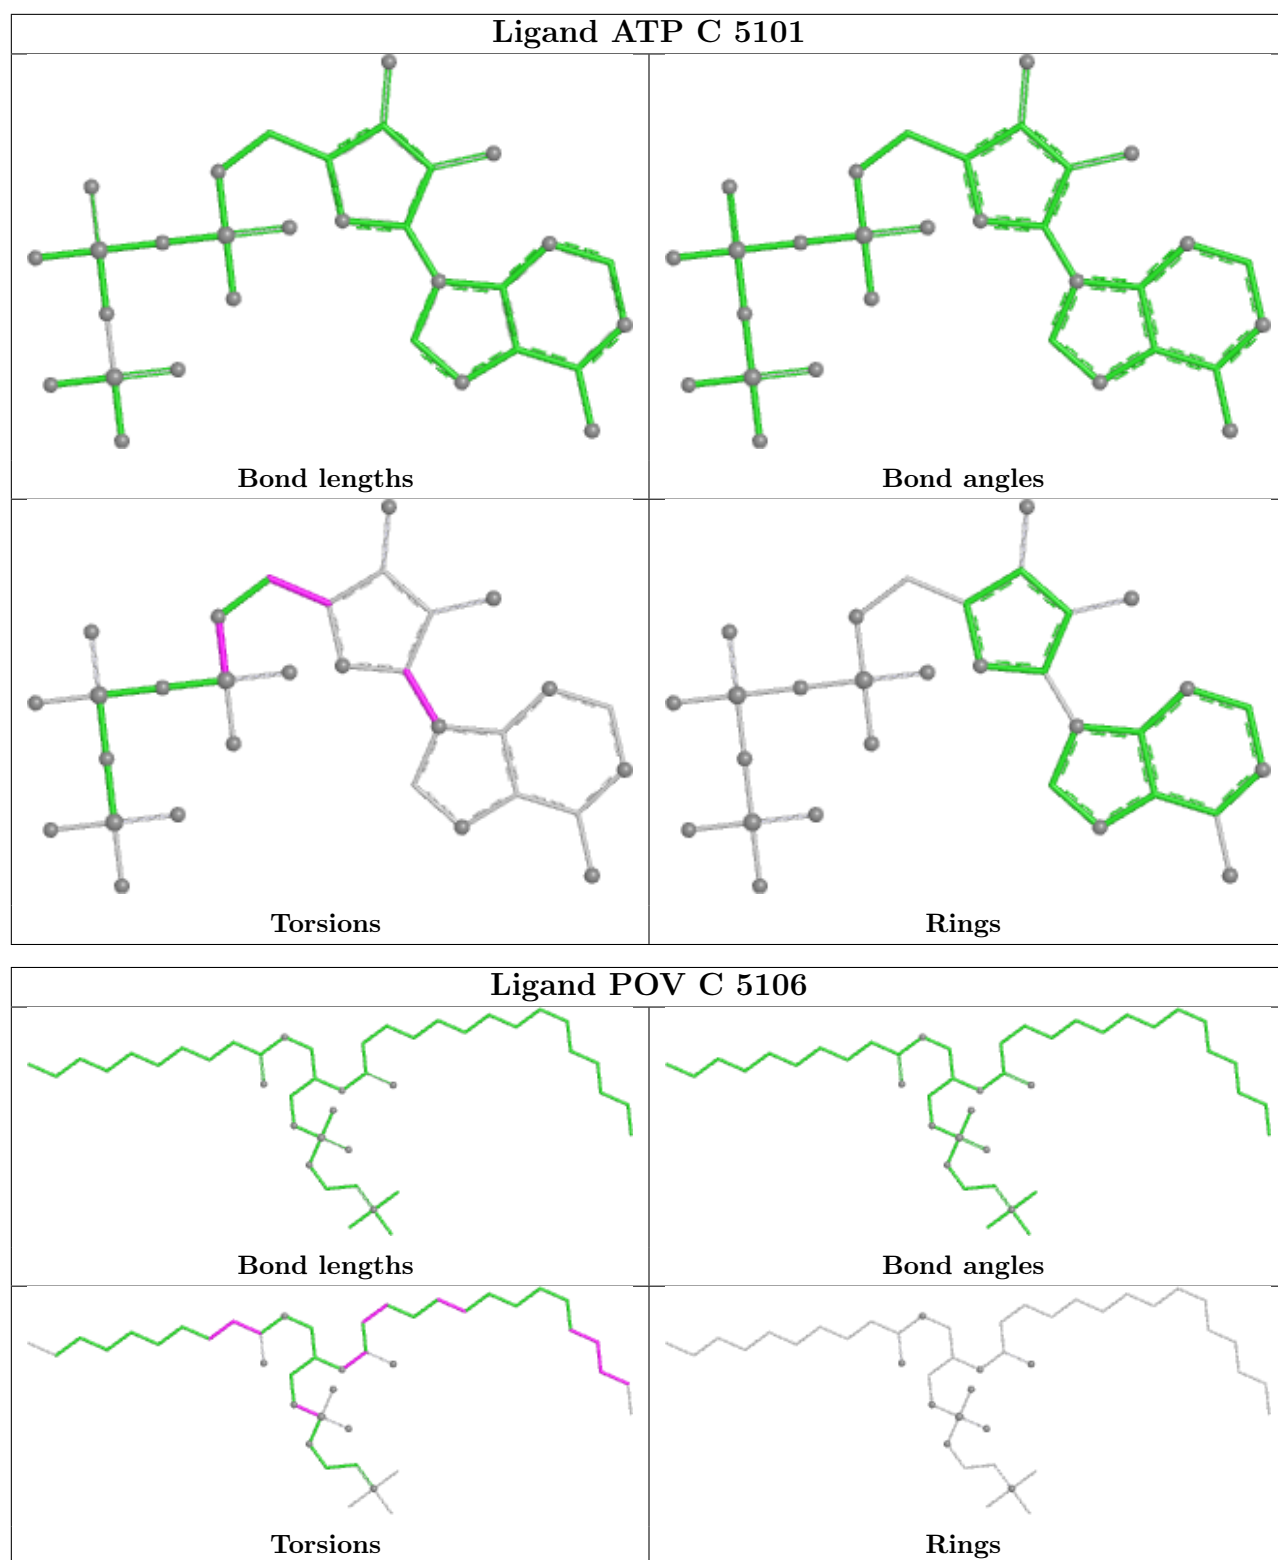 Ligand ATP C 5101
Bond lengths
Bond angles
Torsions
Rings
Ligand POV C 5106
Bond lengths
Bond angles
Torsions
Rings